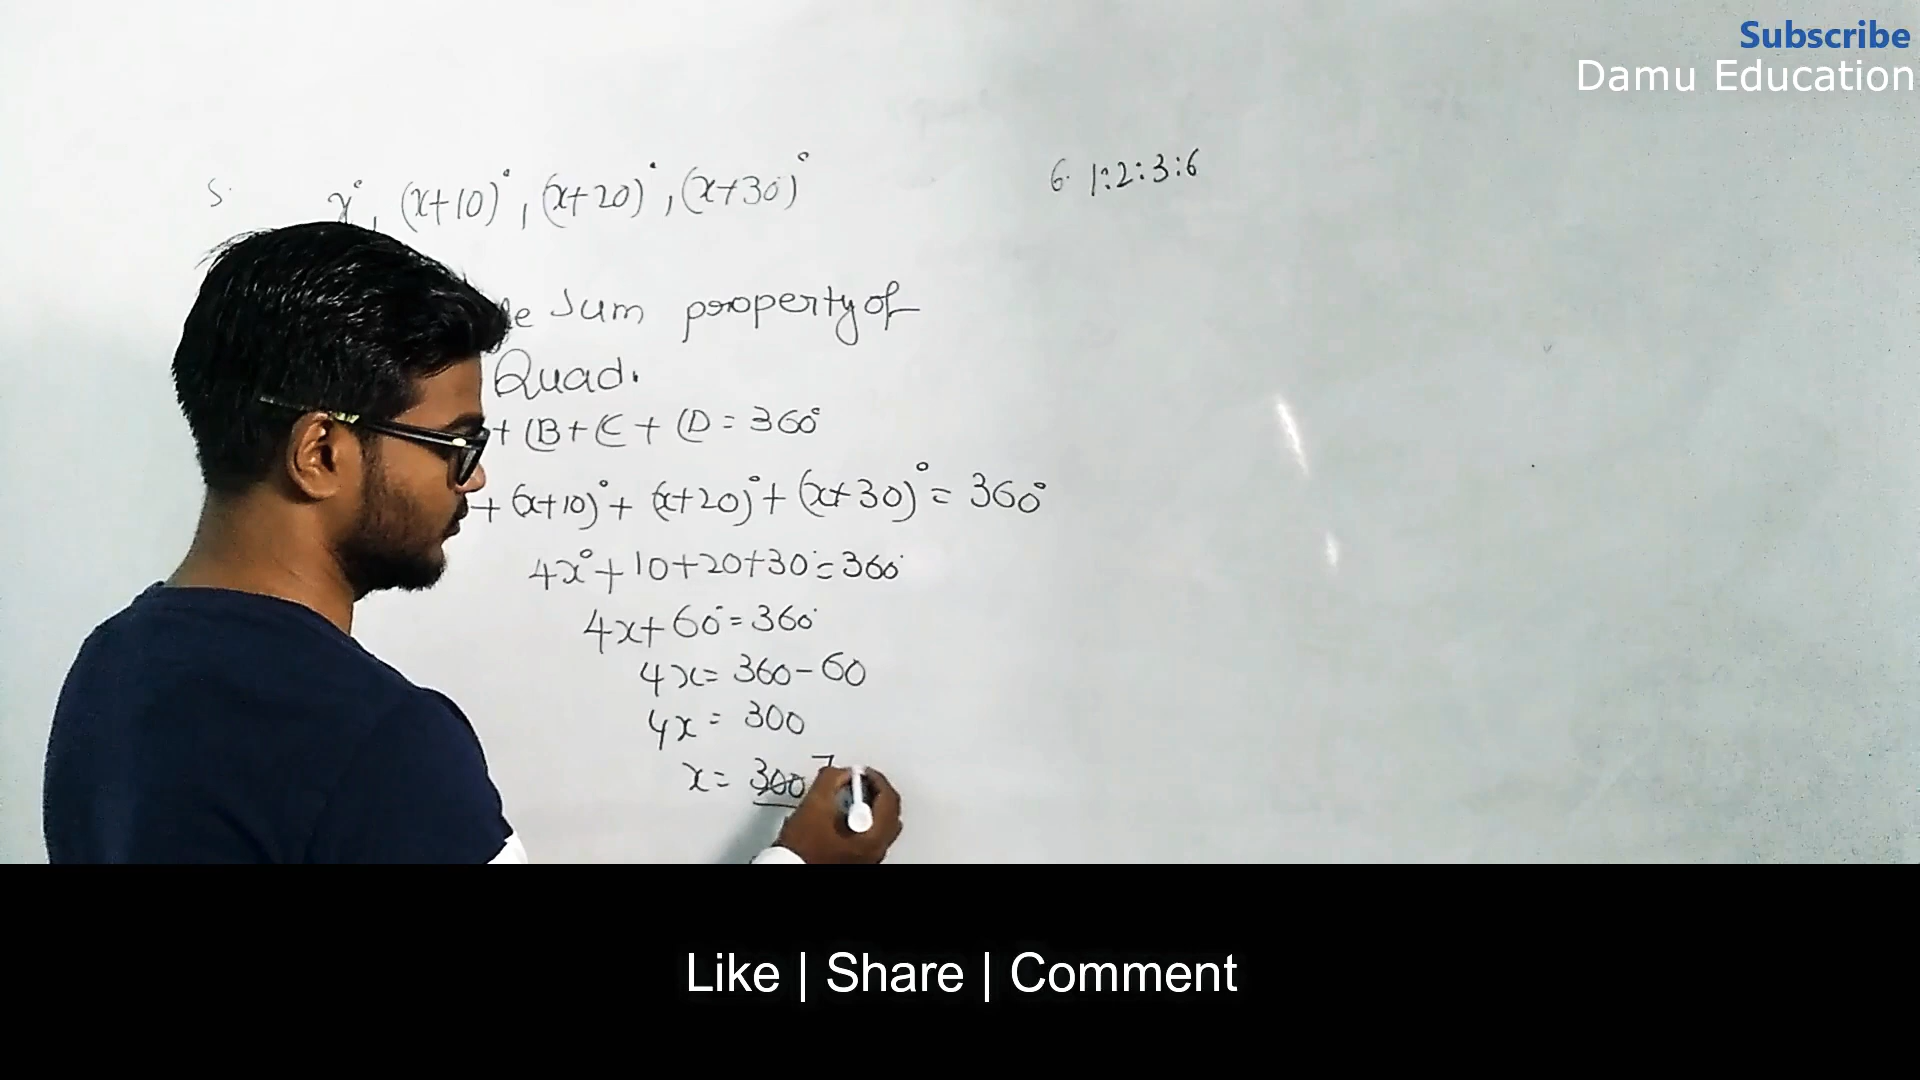 Subscribe
Damu Education
5. x°, (x+10)°, (x+20)°, (x+30)°
Sum property of
Quad.
+ ∠B + ∠C + ∠D = 360°
+ (x+10)° + (x+20)° + (x+30)° = 360°
4x° + 10+20+30° = 360°
4x + 60° = 360°
4x = 360 - 60
4x = 300
x = 300 7
6. 1:2:3:6
Like | Share | Comment